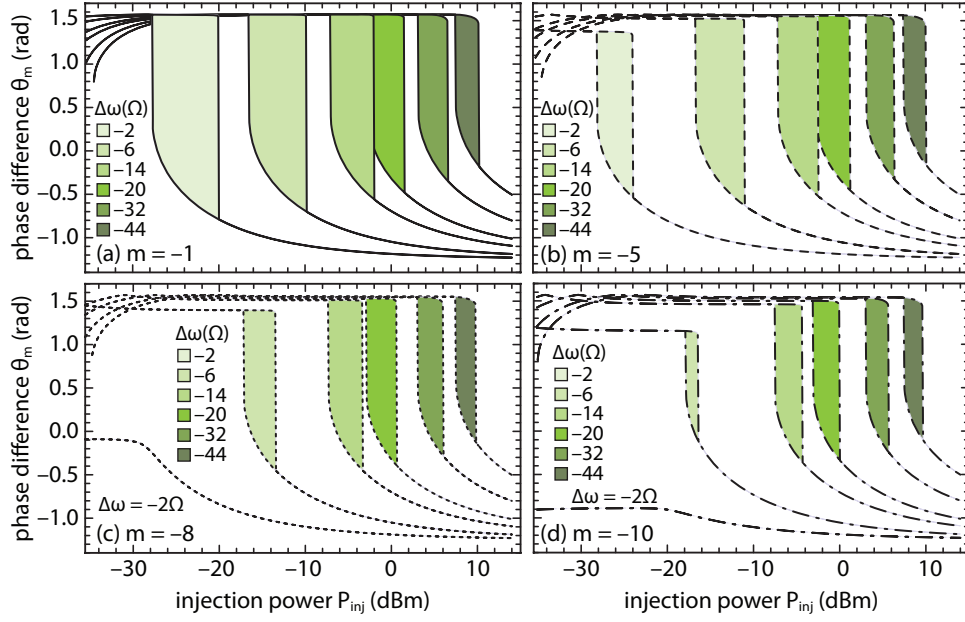 1.5
1.0
0.5
0.0
−0.5
−1.0
phase difference θm (rad)
Δω(Ω)
−2
−6
−14
−20
−32
−44
(a) m = −1
Δω(Ω)
−2
−6
−14
−20
−32
−44
(b) m = −5
1.5
1.0
0.5
0.0
−0.5
−1.0
phase difference θm (rad)
Δω(Ω)
−2
−6
−14
−20
−32
−44
Δω = −2Ω
(c) m = −8
Δω(Ω)
−2
−6
−14
−20
−32
−44
Δω = −2Ω
(d) m = −10
−30 −20 −10 0 10
−30 −20 −10 0 10
injection power Pinj (dBm)
injection power Pinj (dBm)